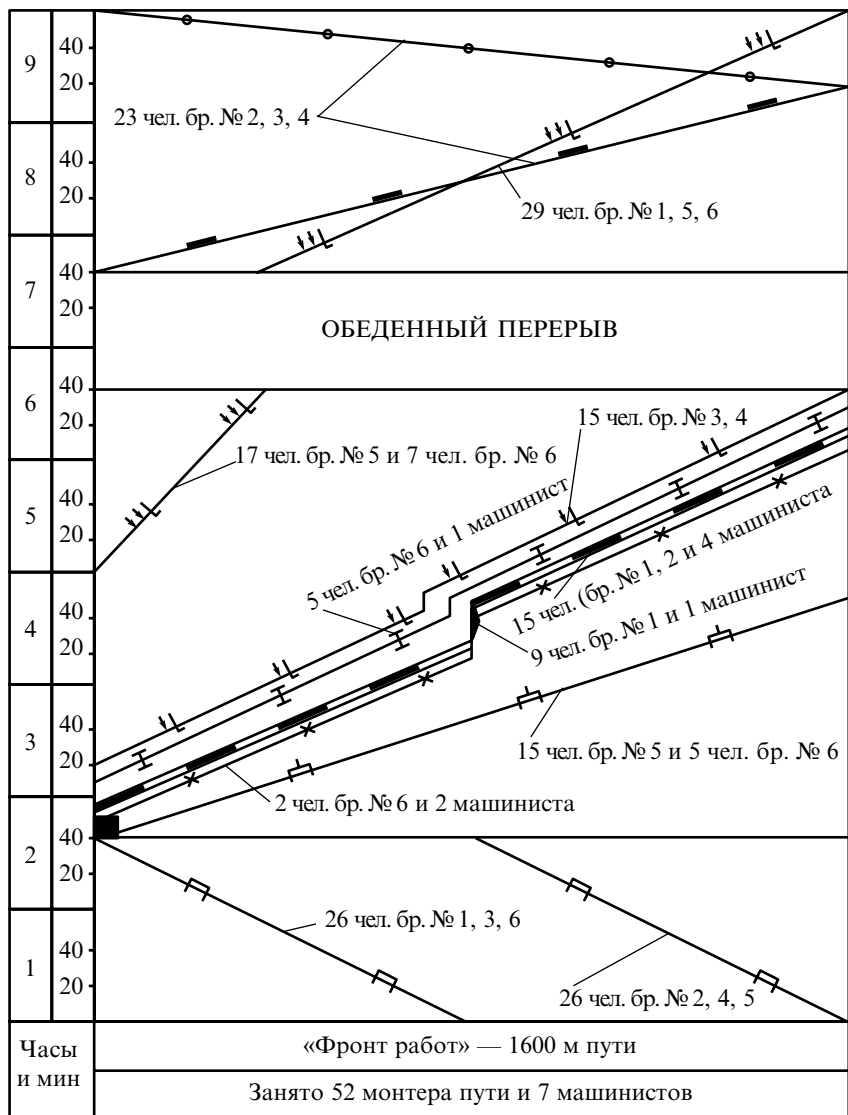 9
40
20
23 чел. бр. № 2, 3, 4
8
40
20
29 чел. бр. № 1, 5, 6
7
40
20
ОБЕДЕННЫЙ ПЕРЕРЫВ
6
40
20
15 чел. бр. № 3, 4
17 чел. бр. № 5 и 7 чел. бр. № 6
5
40
20
5 чел. бр. № 6 и 1 машинист
15 чел. (бр. № 1, 2 и 4 машиниста
4
40
20
9 чел. бр. № 1 и 1 машинист
3
40
20
15 чел. бр. № 5 и 5 чел. бр. № 6
2 чел. бр. № 6 и 2 машиниста
2
40
20
26 чел. бр. № 1, 3, 6
1
40
20
26 чел. бр. № 2, 4, 5
Часы
и мин
«Фронт работ» — 1600 м пути
Занято 52 монтера пути и 7 машинистов